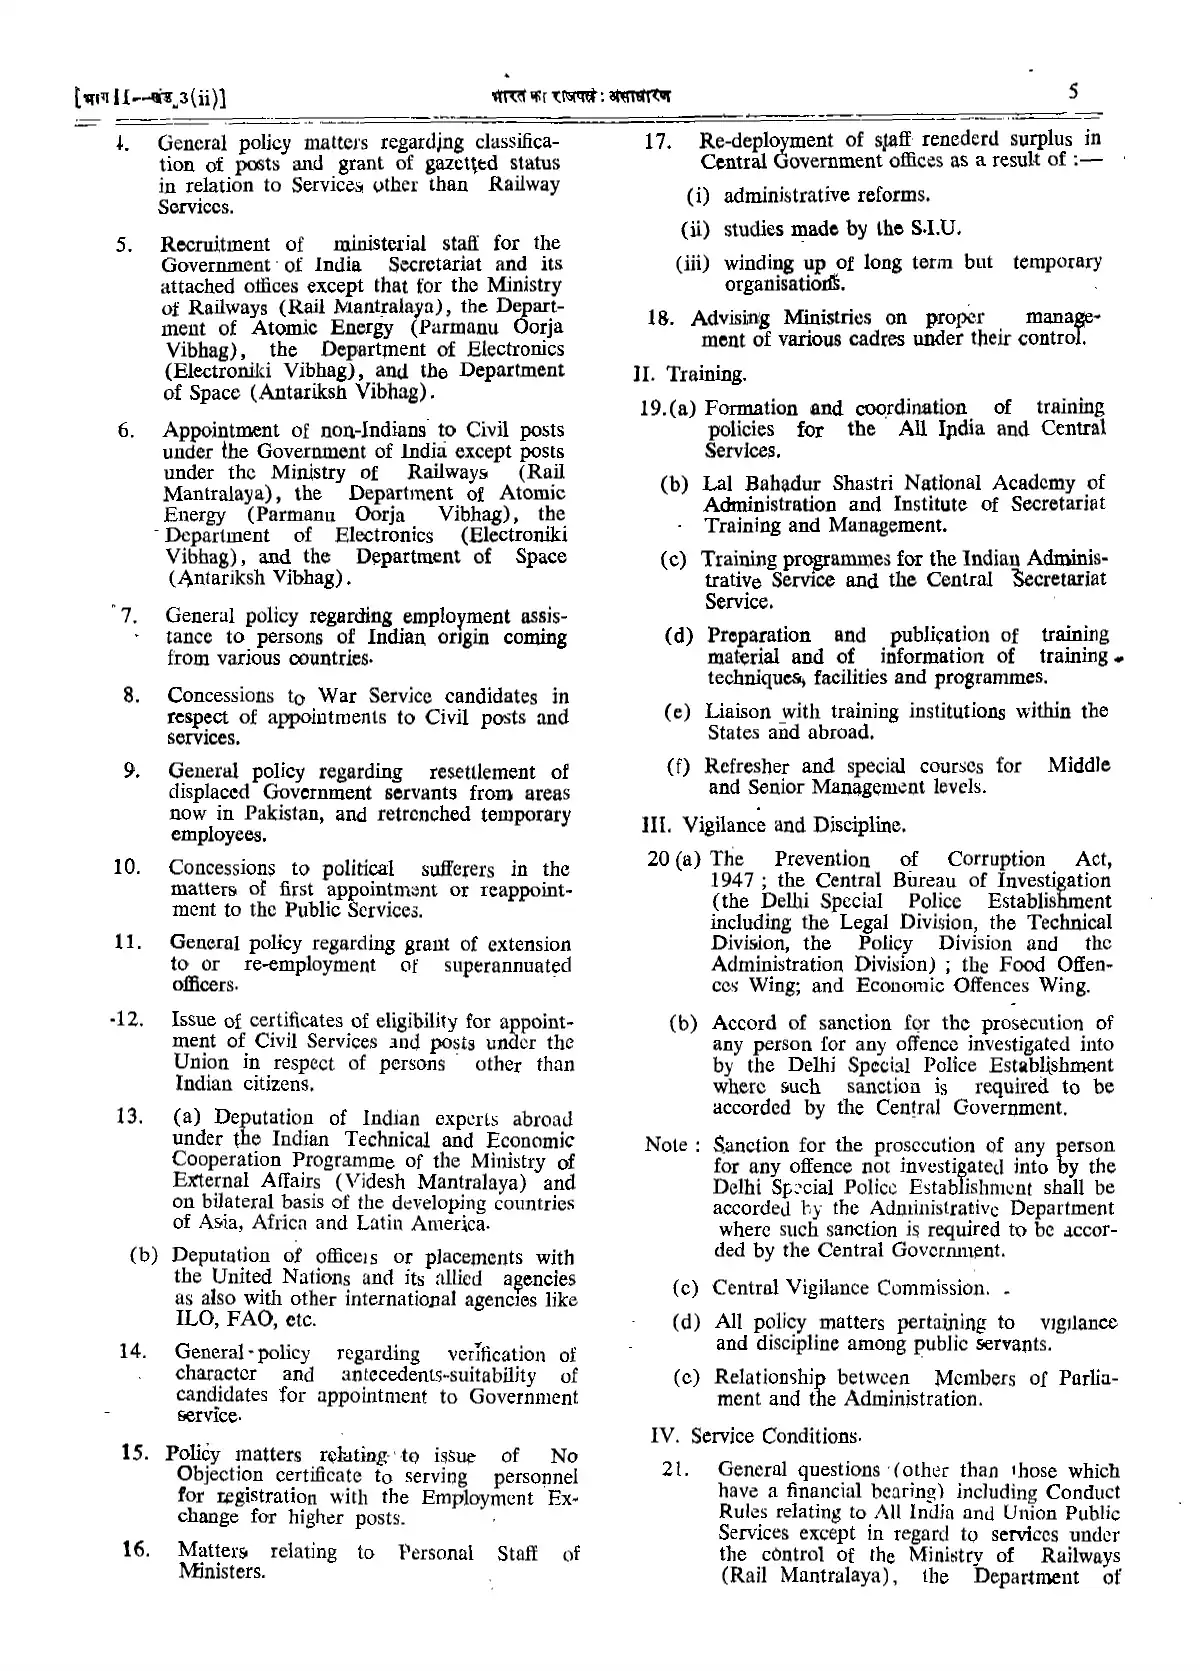 [भाग II—खंड 3(ii)]
भारत का राजपत्र : असाधारण
5
4. General policy matters regarding classifica-
tion of posts and grant of gazetted status
in relation to Services other than Railway
Services.
5. Recruitment of ministerial staff for the
Government of India Secretariat and its
attached offices except that for the Ministry
of Railways (Rail Mantralaya), the Depart-
ment of Atomic Energy (Parmanu Oorja
Vibhag), the Department of Electronics
(Electroniki Vibhag), and the Department
of Space (Antariksh Vibhag).
6. Appointment of non-Indians to Civil posts
under the Government of India except posts
under the Ministry of Railways (Rail
Mantralaya), the Department of Atomic
Energy (Parmanu Oorja Vibhag), the
Department of Electronics (Electroniki
Vibhag), and the Department of Space
(Antariksh Vibhag).
7. General policy regarding employment assis-
tance to persons of Indian origin coming
from various countries.
8. Concessions to War Service candidates in
respect of appointments to Civil posts and
services.
9. General policy regarding resettlement of
displaced Government servants from areas
now in Pakistan, and retrenched temporary
employees.
10. Concessions to political sufferers in the
matters of first appointment or reappoint-
ment to the Public Services.
11. General policy regarding grant of extension
to or re-employment of superannuated
officers.
12. Issue of certificates of eligibility for appoint-
ment of Civil Services and posts under the
Union in respect of persons other than
Indian citizens.
13. (a) Deputation of Indian experts abroad
under the Indian Technical and Economic
Cooperation Programme of the Ministry of
External Affairs (Videsh Mantralaya) and
on bilateral basis of the developing countries
of Asia, Africa and Latin America.
(b) Deputation of officers or placements with
the United Nations and its allied agencies
as also with other international agencies like
ILO, FAO, etc.
14. General policy regarding verification of
character and antecedents-suitability of
candidates for appointment to Government
service.
15. Policy matters relating to issue of No
Objection certificate to serving personnel
for registration with the Employment Ex-
change for higher posts.
16. Matters relating to Personal Staff of
Ministers.
17. Re-deployment of staff renederd surplus in
Central Government offices as a result of :—
(i) administrative reforms.
(ii) studies made by the S.I.U.
(iii) winding up of long term but temporary
organisations.
18. Advising Ministries on proper manage-
ment of various cadres under their control.
II. Training.
19.(a) Formation and coordination of training
policies for the All India and Central
Services.
(b) Lal Bahadur Shastri National Academy of
Administration and Institute of Secretariat
Training and Management.
(c) Training programmes for the Indian Adminis-
trative Service and the Central Secretariat
Service.
(d) Preparation and publication of training
material and of information of training
techniques, facilities and programmes.
(e) Liaison with training institutions within the
States and abroad.
(f) Refresher and special courses for Middle
and Senior Management levels.
III. Vigilance and Discipline.
20 (a) The Prevention of Corruption Act,
1947 ; the Central Bureau of Investigation
(the Delhi Special Police Establishment
including the Legal Division, the Technical
Division, the Policy Division and the
Administration Division) ; the Food Offen-
ces Wing; and Economic Offences Wing.
(b) Accord of sanction for the prosecution of
any person for any offence investigated into
by the Delhi Special Police Establishment
where such sanction is required to be
accorded by the Central Government.
Note : Sanction for the prosecution of any person
for any offence not investigated into by the
Delhi Special Police Establishment shall be
accorded by the Administrative Department
where such sanction is required to be accor-
ded by the Central Government.
(c) Central Vigilance Commission.
(d) All policy matters pertaining to vigilance
and discipline among public servants.
(e) Relationship between Members of Parlia-
ment and the Administration.
IV. Service Conditions.
21. General questions (other than those which
have a financial bearing) including Conduct
Rules relating to All India and Union Public
Services except in regard to services under
the control of the Ministry of Railways
(Rail Mantralaya), the Department of